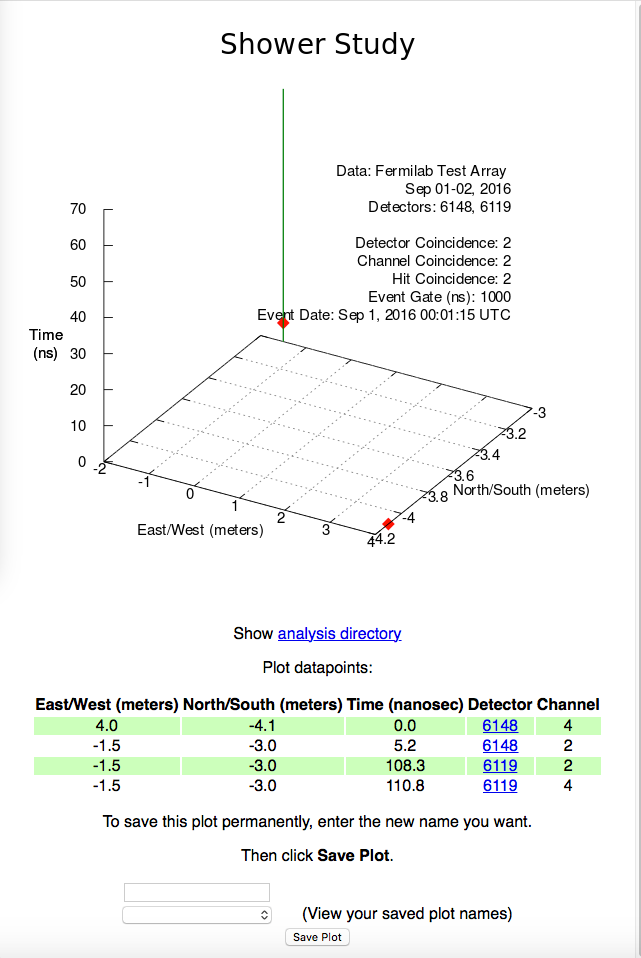 Shower Study
Data: Fermilab Test Array
Sep 01-02, 2016
Detectors: 6148, 6119
Detector Coincidence: 2
Channel Coincidence: 2
Hit Coincidence: 2
Event Gate (ns): 1000
Event Date: Sep 1, 2016 00:01:15 UTC
70
60
50
40
Time
(ns)
30
20
10
0
-2
-1
0
1
2
3
4
East/West (meters)
-3
-3.2
-3.4
-3.6
-3.8
-4
-4.2
North/South (meters)
Show analysis directory
Plot datapoints:
East/West (meters) North/South (meters) Time (nanosec) Detector Channel
4.0 -4.1 0.0 6148 4
-1.5 -3.0 5.2 6148 2
-1.5 -3.0 108.3 6119 2
-1.5 -3.0 110.8 6119 4
To save this plot permanently, enter the new name you want.
Then click Save Plot.
(View your saved plot names)
Save Plot